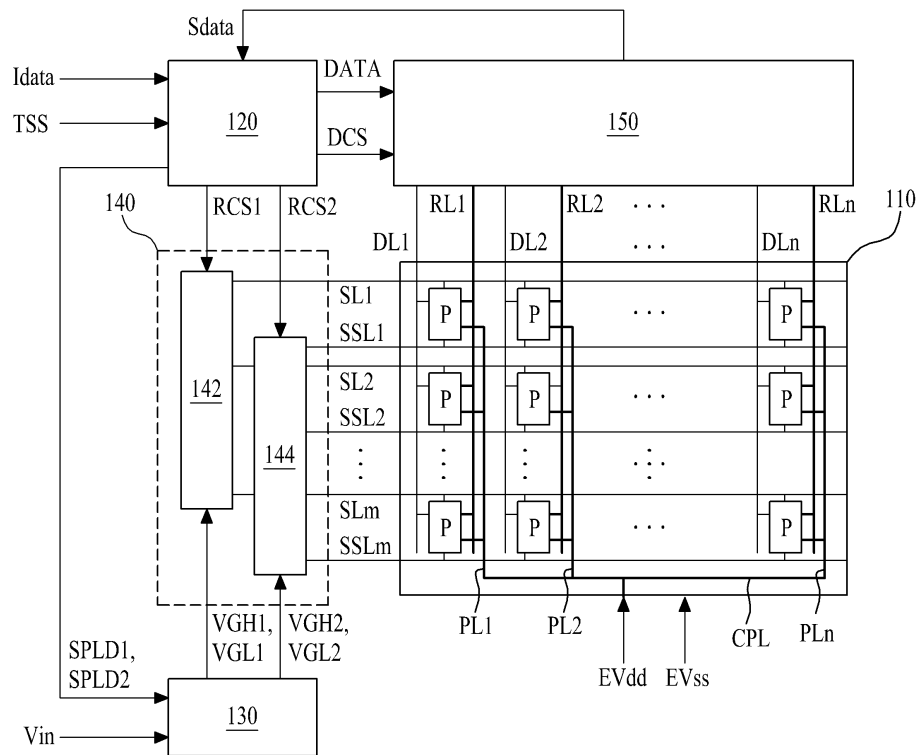 Sdata
Idata
DATA
TSS
120
150
DCS
140
RCS1
RCS2
RL1
RL2
...
RLn
110
DL1
DL2
...
DLn
SL1
P
P
...
P
SSL1
142
SL2
P
P
...
P
SSL2
144
SLm
P
P
...
P
SSLm
VGH1,
VGL1
VGH2,
VGL2
PL1
PL2
CPL
PLn
SPLD1,
SPLD2
EVdd
EVss
130
Vin